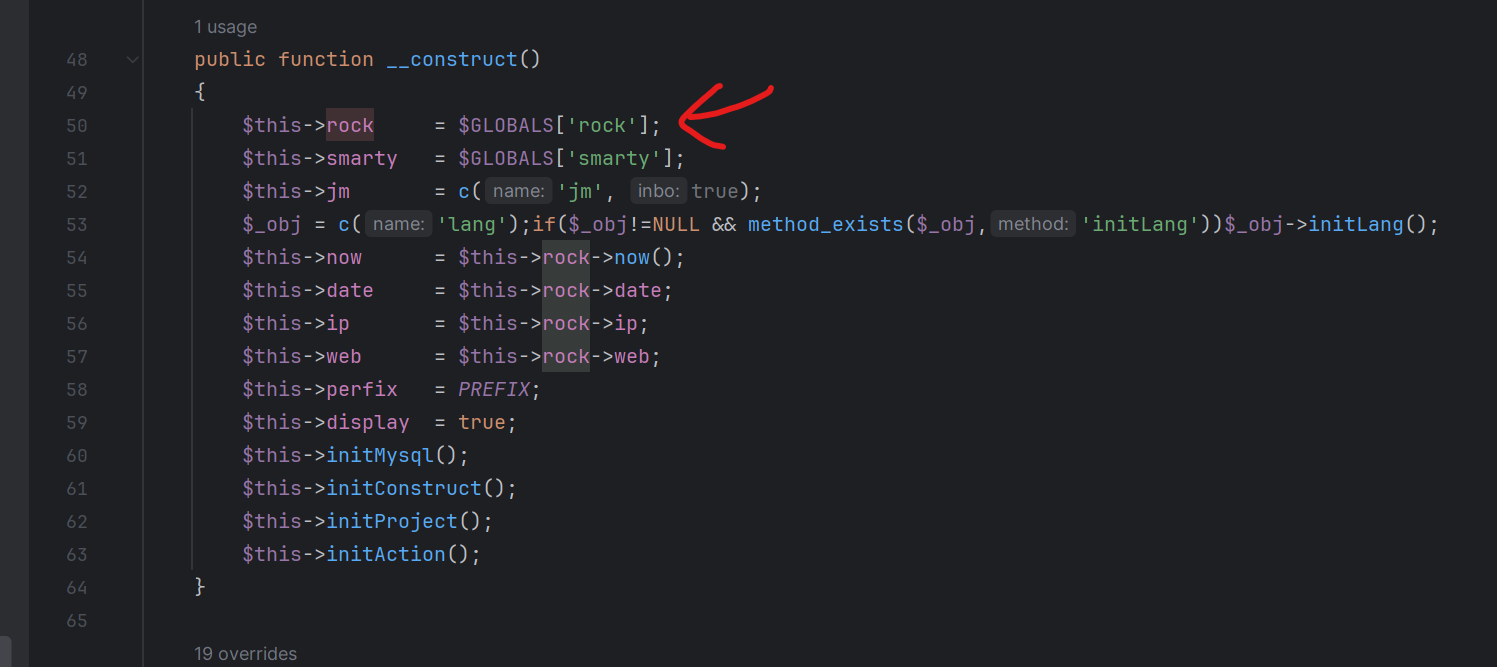 1 usage
48 public function __construct()
49 {
50 $this->rock = $GLOBALS['rock'];
51 $this->smarty = $GLOBALS['smarty'];
52 $this->jm = c( name: 'jm', inbo: true);
53 $_obj = c( name: 'lang');if($_obj!=NULL && method_exists($_obj, method: 'initLang'))$_obj->initLang();
54 $this->now = $this->rock->now();
55 $this->date = $this->rock->date;
56 $this->ip = $this->rock->ip;
57 $this->web = $this->rock->web;
58 $this->perfix = PREFIX;
59 $this->display = true;
60 $this->initMysql();
61 $this->initConstruct();
62 $this->initProject();
63 $this->initAction();
64 }
65
19 overrides